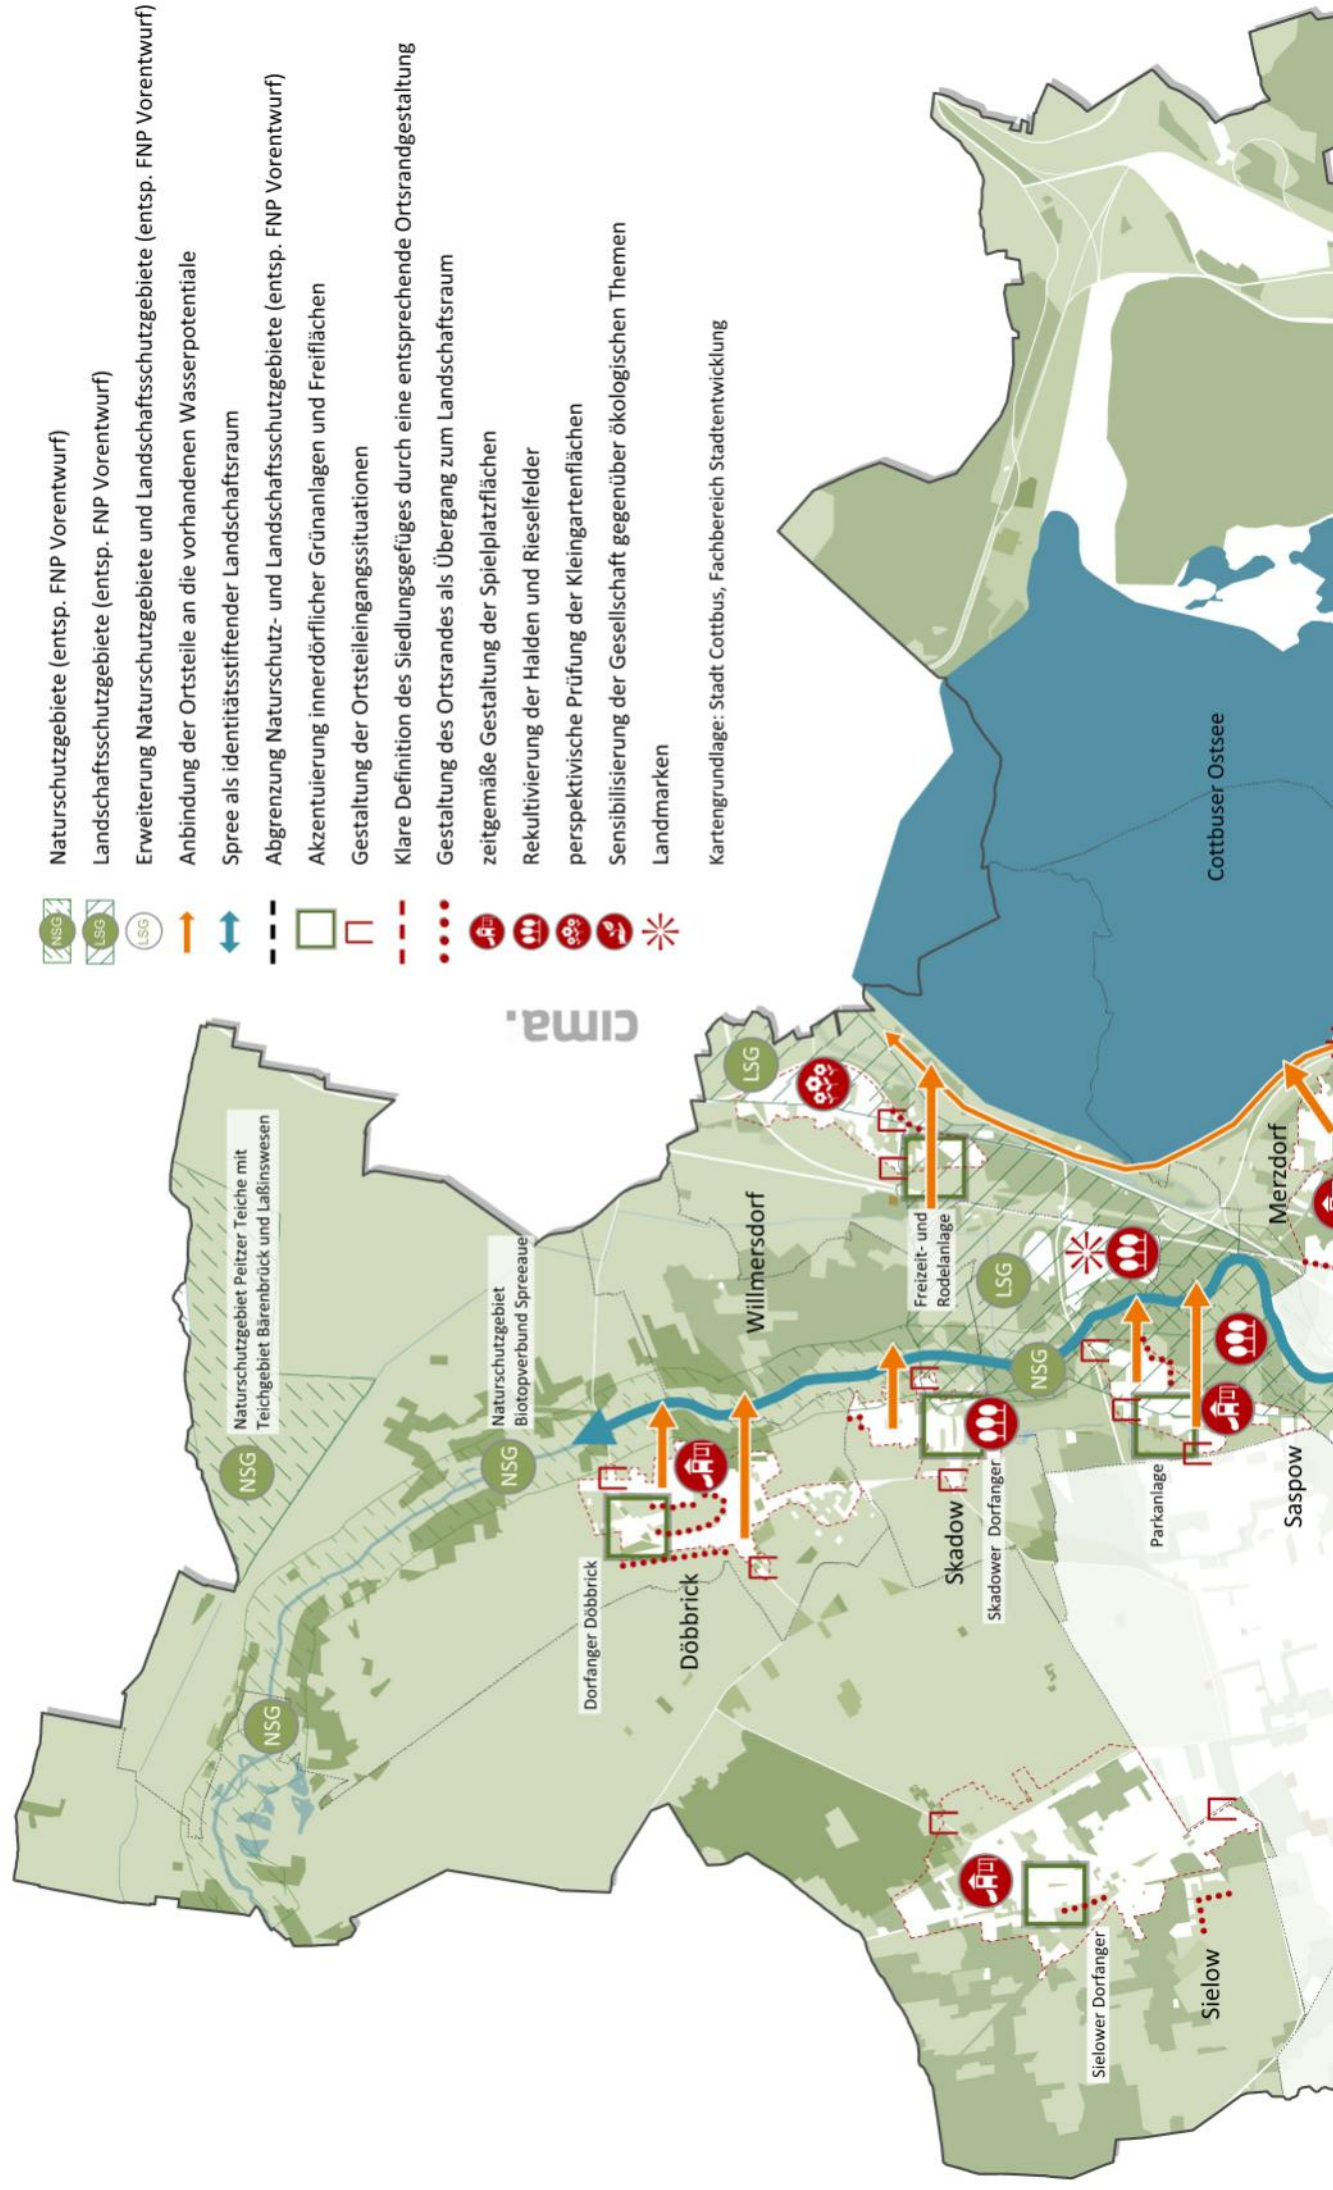 Naturschutzgebiete (entsp. FNP Vorentwurf)
Landschaftsschutzgebiete (entsp. FNP Vorentwurf)
Erweiterung Naturschutzgebiete und Landschaftsschutzgebiete (entsp. FNP Vorentwurf)
Anbindung der Ortsteile an die vorhandenen Wasserpotentiale
Spree als identitätsstiftender Landschaftsraum
Abgrenzung Naturschutz- und Landschaftsschutzgebiete (entsp. FNP Vorentwurf)
Akzentuierung innerdörflicher Grünanlagen und Freiflächen
Gestaltung der Ortsteileingangssituationen
Klare Definition des Siedlungsgefüges durch eine entsprechende Ortsrandgestaltung
Gestaltung des Ortsrandes als Übergang zum Landschaftsraum
zeitgemäße Gestaltung der Spielplatzflächen
Rekultivierung der Halden und Rieselfelder
perspektivische Prüfung der Kleingartenflächen
Sensibilisierung der Gesellschaft gegenüber ökologischen Themen
Landmarken
Kartengrundlage: Stadt Cottbus, Fachbereich Stadtentwicklung
NSG
LSG
LSG
cima.
Naturschutzgebiet Peitzer Teiche mit
Teichgebiet Bärenbrück und Laßinswesen
NSG
NSG
Naturschutzgebiet
Biotopverbund Spreeaue
NSG
Dorfanger Döbbrick
Döbbrick
Willmersdorf
LSG
Freizeit- und
Rodelanlage
LSG
NSG
Skadow
Skadower Dorfanger
Parkanlage
Saspow
Merzdorf
Cottbuser Ostsee
Sielower Dorfanger
Sielow